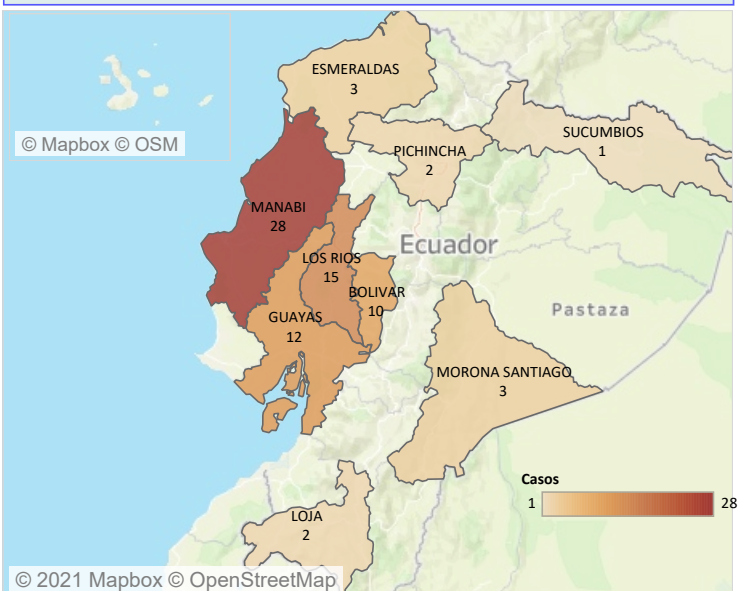 ESMERALDAS
3
© Mapbox © OSM
PICHINCHA
2
SUCUMBIOS
1
MANABI
28
Ecuador
LOS RIOS
15
BOLIVAR
10
GUAYAS
12
Pastaza
MORONA SANTIAGO
3
Casos
1 28
LOJA
2
© 2021 Mapbox © OpenStreetMap